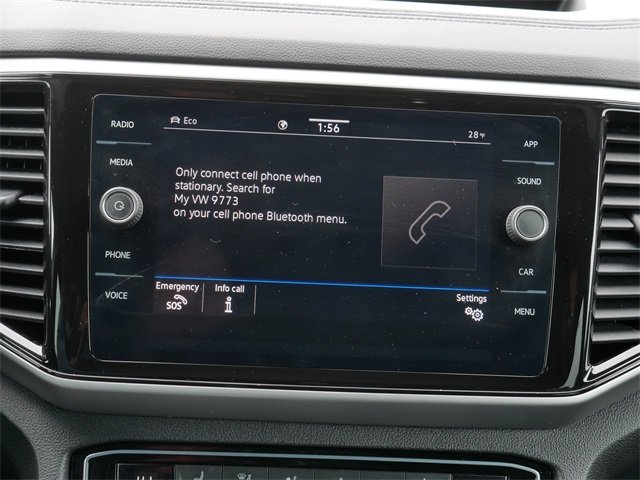 RADIO
Eco
1:56
28°F
APP
MEDIA
SOUND
Only connect cell phone when
stationary. Search for
My VW 9773
on your cell phone Bluetooth menu.
PHONE
CAR
VOICE
Emergency
SOS
Info call
i
Settings
MENU